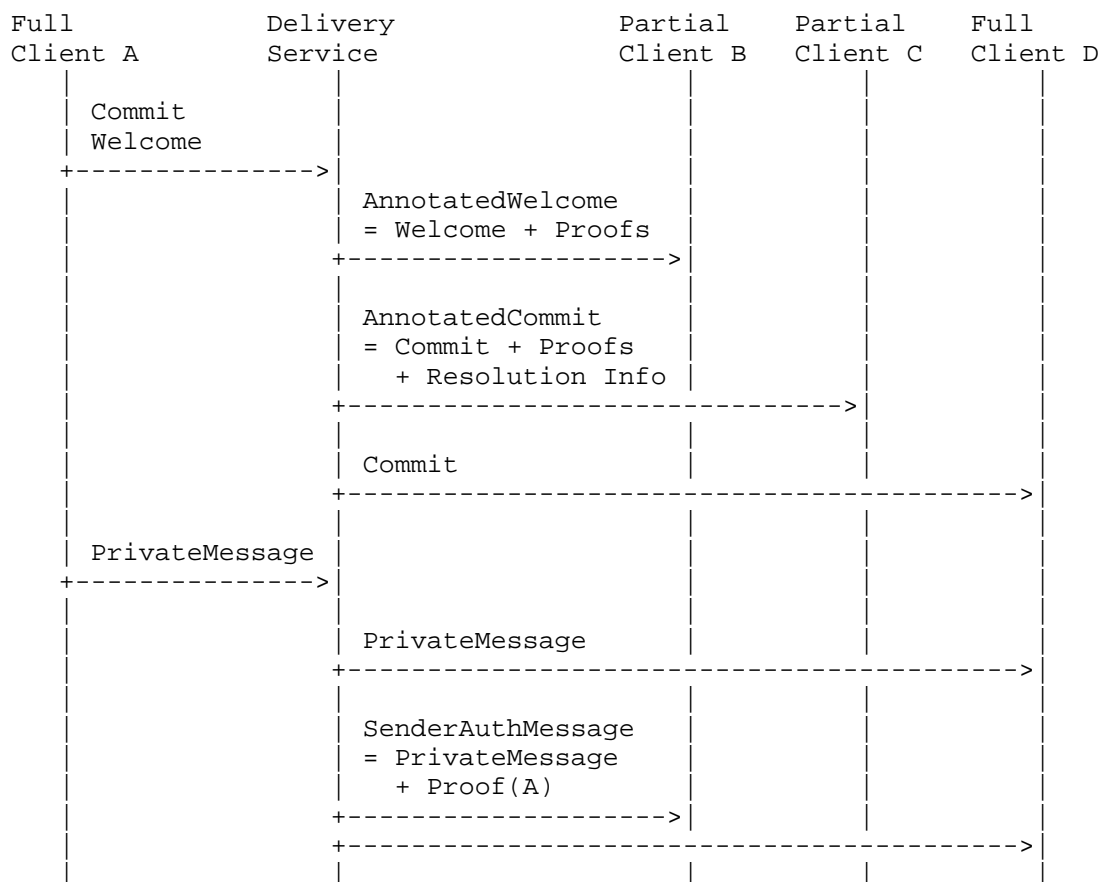 Full Delivery Partial Partial Full
Client A Service Client B Client C Client D
Commit
Welcome
AnnotatedWelcome
= Welcome + Proofs
AnnotatedCommit
= Commit + Proofs
+ Resolution Info
Commit
PrivateMessage
PrivateMessage
SenderAuthMessage
= PrivateMessage
+ Proof(A)